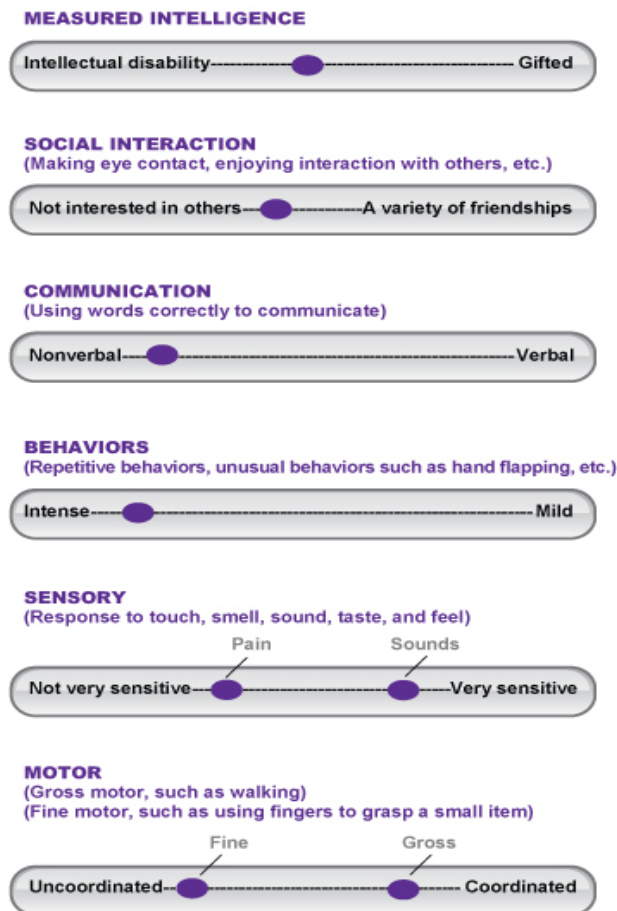 MEASURED INTELLIGENCE
Intellectual disability Gifted
SOCIAL INTERACTION
(Making eye contact, enjoying interaction with others, etc.)
Not interested in others A variety of friendships
COMMUNICATION
(Using words correctly to communicate)
Nonverbal Verbal
BEHAVIORS
(Repetitive behaviors, unusual behaviors such as hand flapping, etc.)
Intense Mild
SENSORY
(Response to touch, smell, sound, taste, and feel)
Pain Sounds
Not very sensitive Very sensitive
MOTOR
(Gross motor, such as walking)
(Fine motor, such as using fingers to grasp a small item)
Fine Gross
Uncoordinated Coordinated